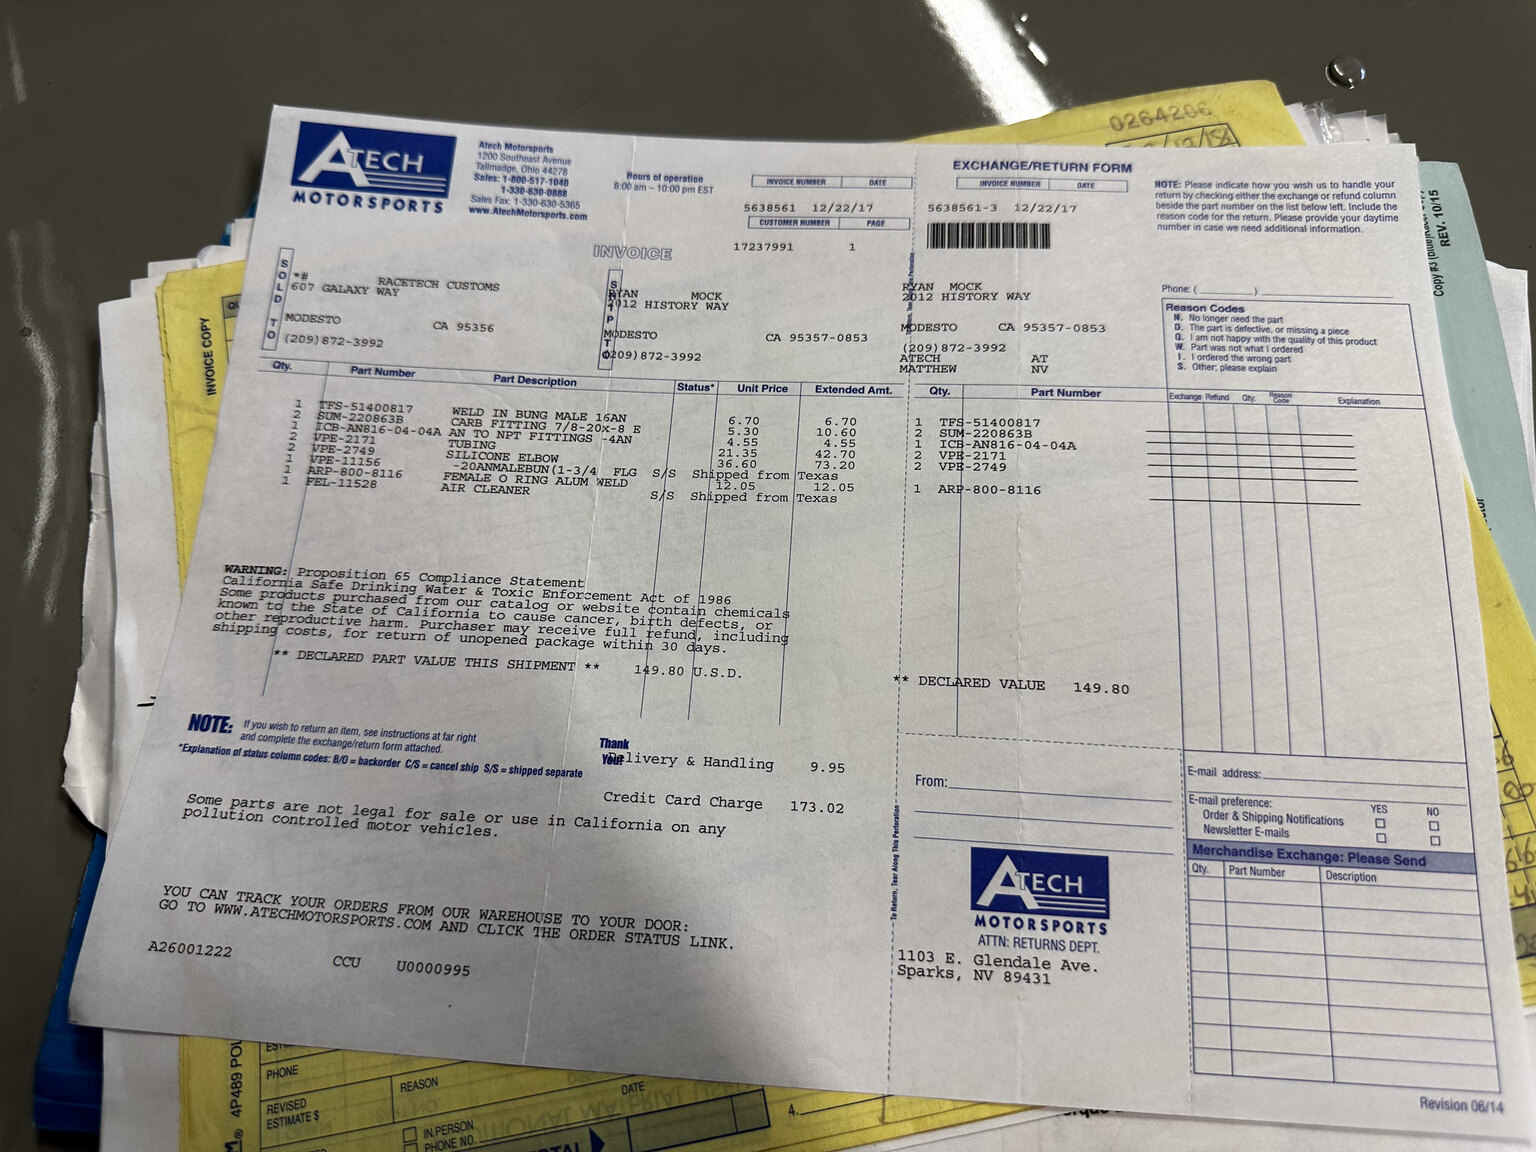 ATECH
MOTORSPORTS
Atech Motorsports
1200 Southeast Avenue
Tallmadge, Ohio 44278
Sales: 1-800-517-1040
1-330-630-0888
Sales Fax: 1-330-630-5365
www.AtechMotorsports.com
Hours of operation
8:00 am – 10:00 pm EST
INVOICE NUMBER DATE
5638561 12/22/17
CUSTOMER NUMBER PAGE
17237991 1
INVOICE
SOLD TO
*#
RACETECH CUSTOMS
607 GALAXY WAY
MODESTO CA 95356
(209)872-3992
RYAN MOCK
2012 HISTORY WAY
MODESTO CA 95357-0853
(209)872-3992
Qty. Part Number Part Description Status* Unit Price Extended Amt.
1 TFS-51400817 WELD IN BUNG MALE 16AN 6.70 6.70
2 SUM-220863B CARB FITTING 7/8-20x-8 E 5.30 10.60
1 ICB-AN816-04-04A AN TO NPT FITTINGS -4AN 4.55 4.55
2 VPE-2171 TUBING 21.35 42.70
2 VPE-2749 SILICONE ELBOW 36.60 73.20
1 VPE-11156 -20ANMALEBUN(1-3/4 FLG S/S Shipped from Texas
1 ARP-800-8116 FEMALE O RING ALUM WELD 12.05 12.05
1 FEL-11528 AIR CLEANER S/S Shipped from Texas
WARNING: Proposition 65 Compliance Statement
California Safe Drinking Water & Toxic Enforcement Act of 1986
Some products purchased from our catalog or website contain chemicals
known to the State of California to cause cancer, birth defects, or
other reproductive harm. Purchaser may receive full refund, including
shipping costs, for return of unopened package within 30 days.
** DECLARED PART VALUE THIS SHIPMENT ** 149.80 U.S.D.
NOTE: If you wish to return an item, see instructions at far right
and complete the exchange/return form attached.
*Explanation of status column codes: B/O = backorder C/S = cancel ship S/S = shipped separate
Thank
You!
Delivery & Handling 9.95
Credit Card Charge 173.02
Some parts are not legal for sale or use in California on any
pollution controlled motor vehicles.
YOU CAN TRACK YOUR ORDERS FROM OUR WAREHOUSE TO YOUR DOOR:
GO TO WWW.ATECHMOTORSPORTS.COM AND CLICK THE ORDER STATUS LINK.
A26001222 CCU U0000995
To Return, Tear Along This Perforation
EXCHANGE/RETURN FORM
INVOICE NUMBER DATE
5638561-3 12/22/17
NOTE: Please indicate how you wish us to handle your
return by checking either the exchange or refund column
beside the part number on the list below left. Include the
reason code for the return. Please provide your daytime
number in case we need additional information.
RYAN MOCK
2012 HISTORY WAY
MODESTO CA 95357-0853
(209)872-3992
ATECH AT
MATTHEW NV
Phone: ( )
Reason Codes
N. No longer need the part
D. The part is defective, or missing a piece
Q. I am not happy with the quality of this product
W. Part was not what I ordered
I. I ordered the wrong part
S. Other; please explain
Qty. Part Number Exchange Refund Qty. Reason Code Explanation
1 TFS-51400817
2 SUM-220863B
1 ICB-AN816-04-04A
2 VPE-2171
2 VPE-2749
1 ARP-800-8116
** DECLARED VALUE 149.80
From:
E-mail address:
E-mail preference: YES NO
Order & Shipping Notifications
Newsletter E-mails
Merchandise Exchange: Please Send
Qty. Part Number Description
ATECH
MOTORSPORTS
ATTN: RETURNS DEPT.
1103 E. Glendale Ave.
Sparks, NV 89431
Revision 06/14
0264206
REV. 10/15
INVOICE COPY
4P489
PHONE
REASON
DATE
REVISED
ESTIMATE $
IN PERSON
PHONE NO.
4.